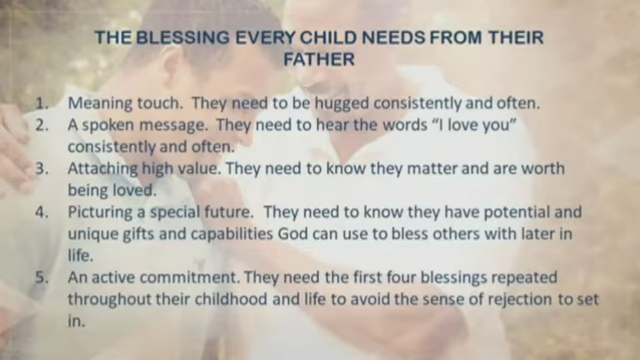 THE BLESSING EVERY CHILD NEEDS FROM THEIR
FATHER
1. Meaning touch. They need to be hugged consistently and often.
2. A spoken message. They need to hear the words “I love you”
consistently and often.
3. Attaching high value. They need to know they matter and are worth
being loved.
4. Picturing a special future. They need to know they have potential and
unique gifts and capabilities God can use to bless others with later in
life.
5. An active commitment. They need the first four blessings repeated
throughout their childhood and life to avoid the sense of rejection to set
in.